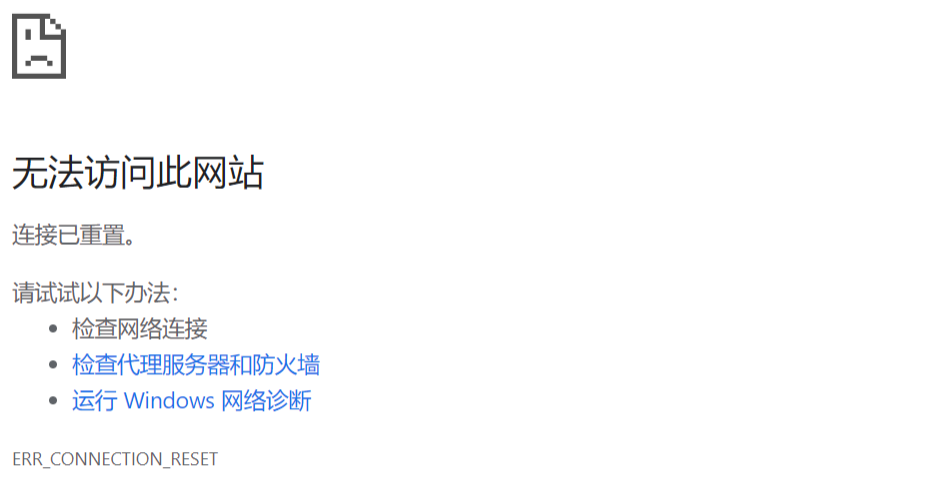 无法访问此网站
连接已重置。
请试试以下办法：
• 检查网络连接
• 检查代理服务器和防火墙
• 运行 Windows 网络诊断
ERR_CONNECTION_RESET